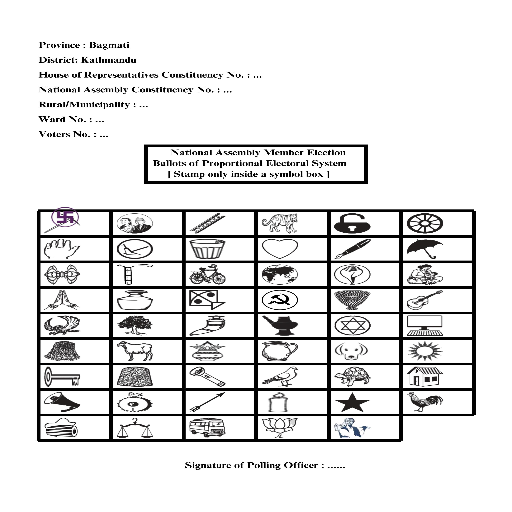 Province : Bagmati
District: Kathmandu
House of Representatives Constituency No. : ...
National Assembly Constituency No. : ...
Rural/Municipality : ...
Ward No. : ...
Voters No. : ...
National Assembly Member Election
Ballots of Proportional Electoral System
[ Stamp only inside a symbol box ]
Signature of Polling Officer : ......